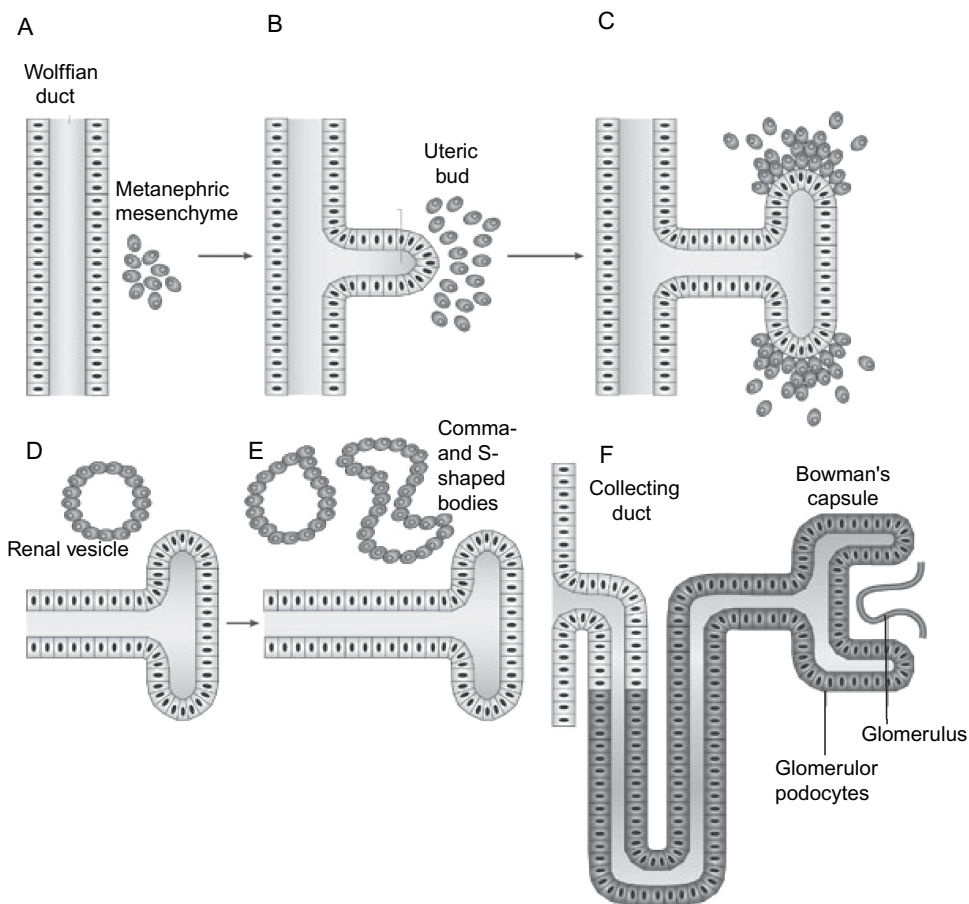 A
B
C
Wolffian
duct
Metanephric
mesenchyme
Uteric
bud
D
Renal vesicle
E
Comma-
and S-
shaped
bodies
F
Collecting
duct
Bowman's
capsule
Glomerulus
Glomerulor
podocytes